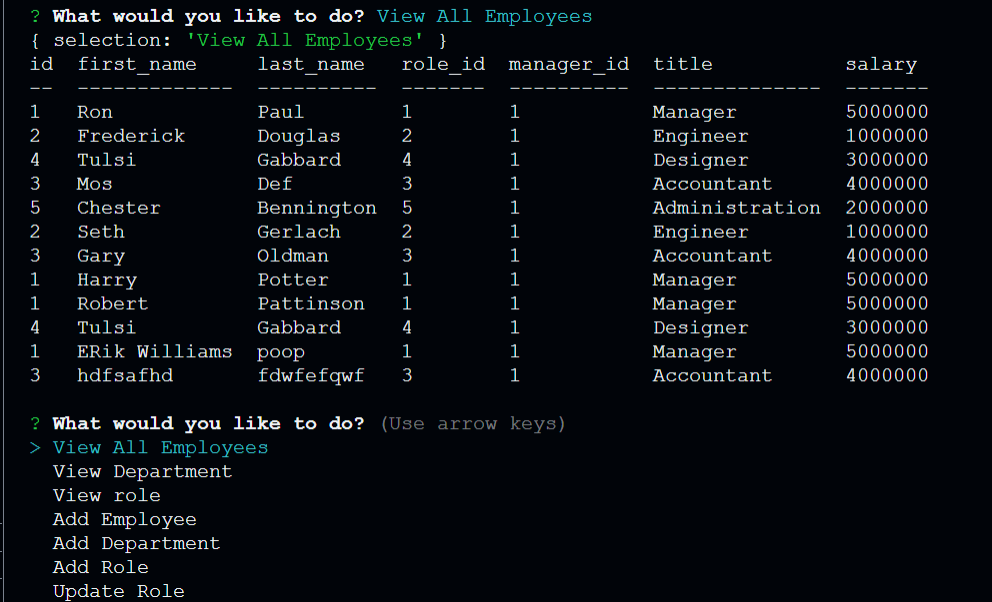 ? What would you like to do? View All Employees
{ selection: 'View All Employees' }
id  first_name     last_name   role_id  manager_id  title           salary
--  -------------  ----------  -------  ----------  --------------  -------
1   Ron            Paul        1        1           Manager         5000000
2   Frederick      Douglas     2        1           Engineer        1000000
4   Tulsi          Gabbard     4        1           Designer        3000000
3   Mos            Def         3        1           Accountant      4000000
5   Chester        Bennington  5        1           Administration  2000000
2   Seth           Gerlach     2        1           Engineer        1000000
3   Gary           Oldman      3        1           Accountant      4000000
1   Harry          Potter      1        1           Manager         5000000
1   Robert         Pattinson   1        1           Manager         5000000
4   Tulsi          Gabbard     4        1           Designer        3000000
1   ERik Williams  poop        1        1           Manager         5000000
3   hdfsafhd       fdwfefqwf   3        1           Accountant      4000000
? What would you like to do? (Use arrow keys)
> View All Employees
  View Department
  View role
  Add Employee
  Add Department
  Add Role
  Update Role